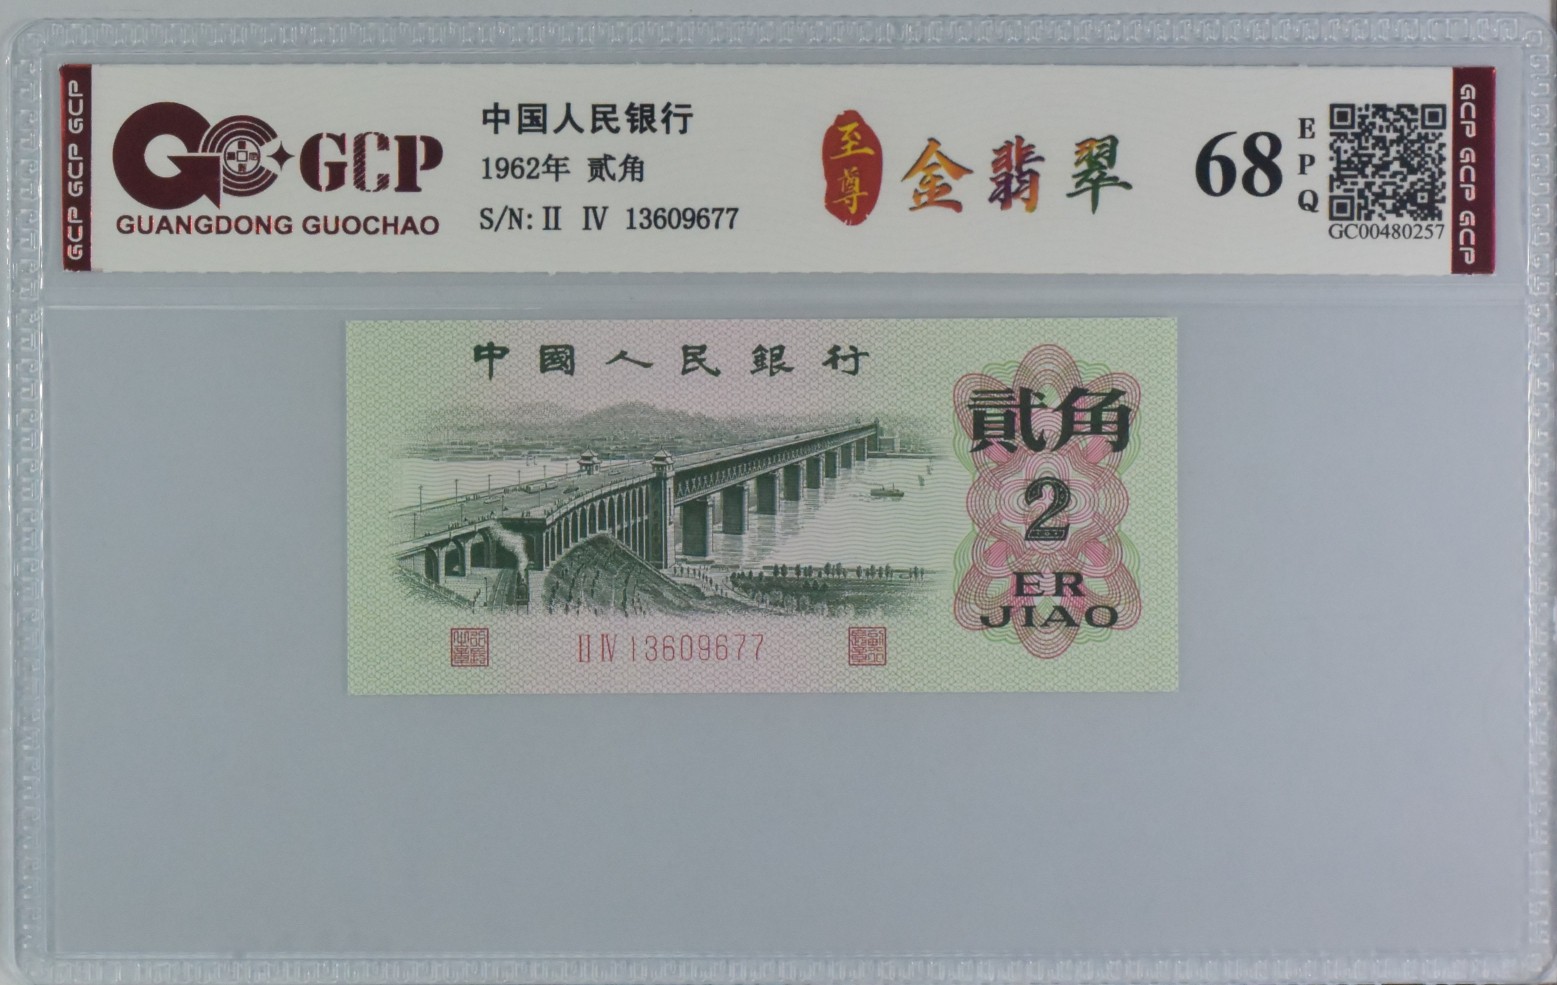 GCP GCP GCP
GCP
GUANGDONG GUOCHAO
中国人民银行
1962年 贰角
S/N: II IV 13609677
至尊
金翡翠
68
EPQ
GC00480257
GCP GCP GCP
中國人民銀行
貳角
2
ER
JIAO
II IV 13609677